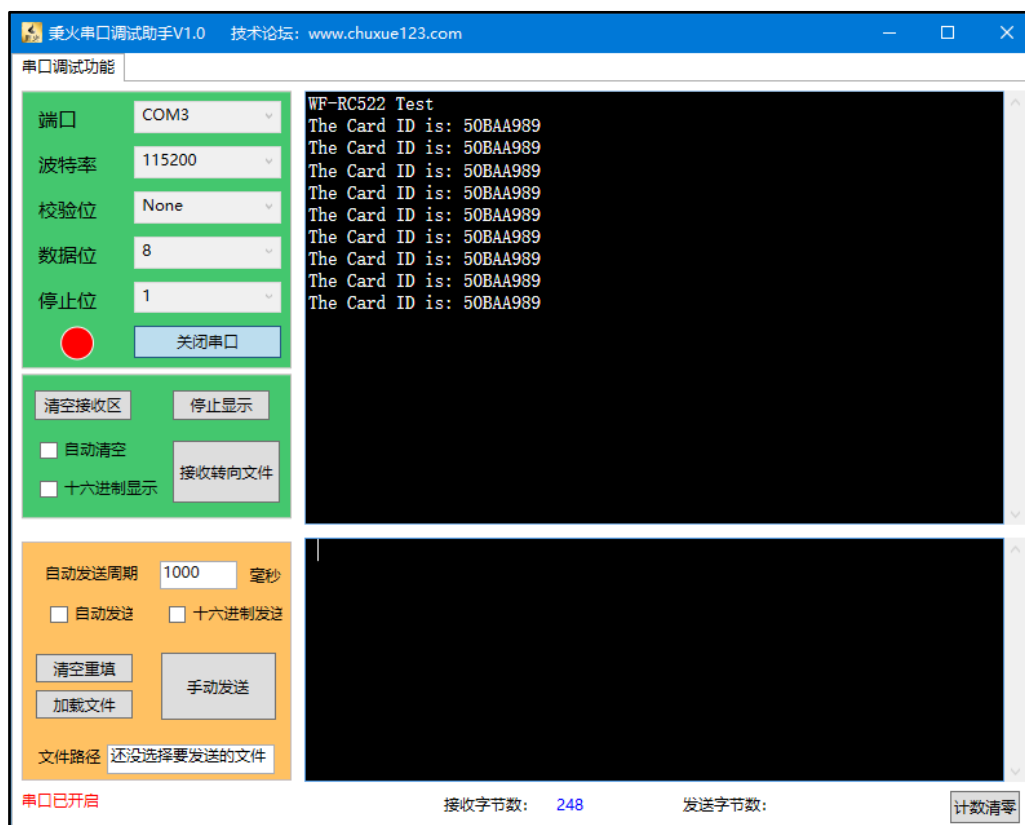 秉火串口调试助手V1.0 技术论坛：www.chuxue123.com
串口调试功能
端口 COM3
波特率 115200
校验位 None
数据位 8
停止位 1
关闭串口
清空接收区 停止显示
自动清空
接收转向文件
十六进制显示
WF-RC522 Test
The Card ID is: 50BAA989
The Card ID is: 50BAA989
The Card ID is: 50BAA989
The Card ID is: 50BAA989
The Card ID is: 50BAA989
The Card ID is: 50BAA989
The Card ID is: 50BAA989
The Card ID is: 50BAA989
The Card ID is: 50BAA989
自动发送周期 1000 毫秒
自动发送 十六进制发送
清空重填
手动发送
加载文件
文件路径 还没选择要发送的文件
串口已开启 接收字节数: 248 发送字节数: 计数清零